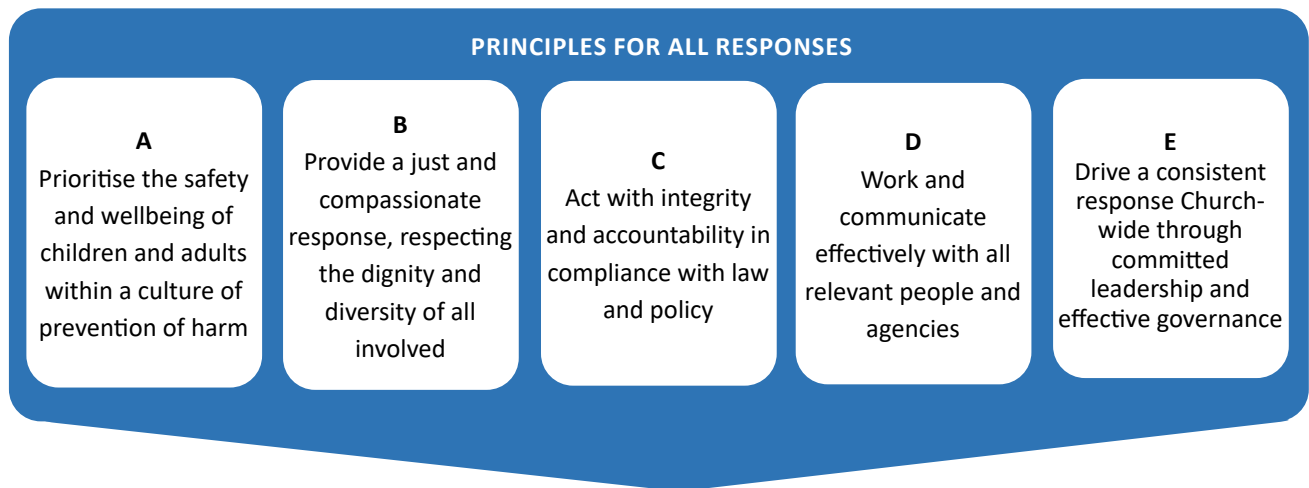 PRINCIPLES FOR ALL RESPONSES
A
Prioritise the safety
and wellbeing of
children and adults
within a culture of
prevention of harm
B
Provide a just and
compassionate
response, respecting
the dignity and
diversity of all
involved
C
Act with integrity
and accountability in
compliance with law
and policy
D
Work and
communicate
effectively with all
relevant people and
agencies
E
Drive a consistent
response Church-
wide through
committed
leadership and
effective governance